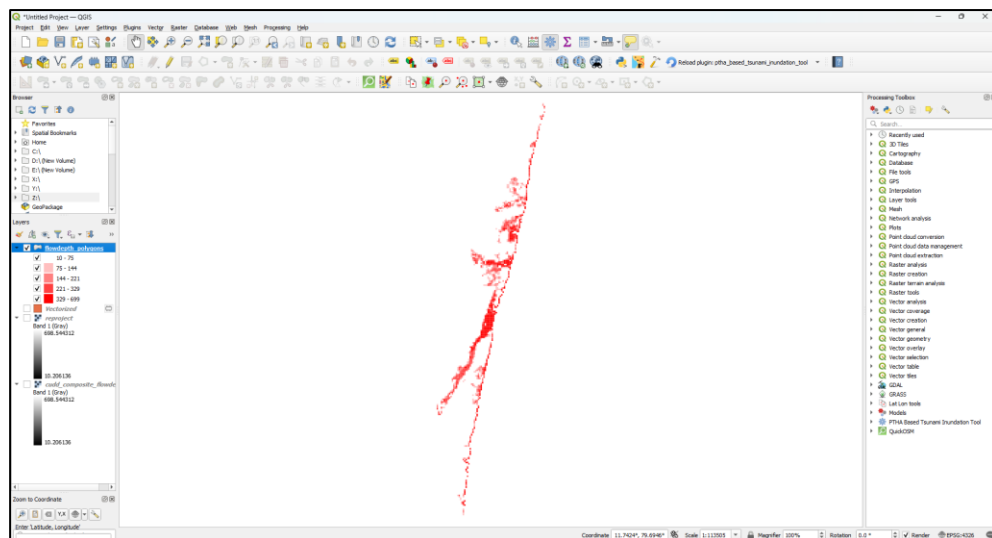 *Untitled Project — QGIS
Project Edit View Layer Settings Plugins Vector Raster Database Web Mesh Processing Help
Reload plugin: ptha_based_tsunami_inundation_tool
Browser
Favorites
Spatial Bookmarks
Home
C:\
D:\ (New Volume)
E:\ (New Volume)
X:\
Y:\
Z:\
GeoPackage
Layers
flowdepth_polygons
10 - 75
75 - 144
144 - 221
221 - 329
329 - 699
Vectorized
reproject
Band 1 (Gray)
698.544312
10.206136
cudd_composite_flowde
Band 1 (Gray)
698.544312
10.206136
Zoom to Coordinate
Y,X
Enter 'Latitude, Longitude'
Processing Toolbox
Search...
Recently used
3D Tiles
Cartography
Database
File tools
GPS
Interpolation
Layer tools
Mesh
Network analysis
Plots
Point cloud conversion
Point cloud data management
Point cloud extraction
Raster analysis
Raster creation
Raster terrain analysis
Raster tools
Vector analysis
Vector coverage
Vector creation
Vector general
Vector geometry
Vector overlay
Vector selection
Vector table
Vector tiles
GDAL
GRASS
Lat Lon tools
Models
PTHA Based Tsunami Inundation Tool
QuickOSM
Coordinate 11.7424°, 79.6946° Scale 1:113505 Magnifier 100% Rotation 0.0 ° Render EPSG:4326